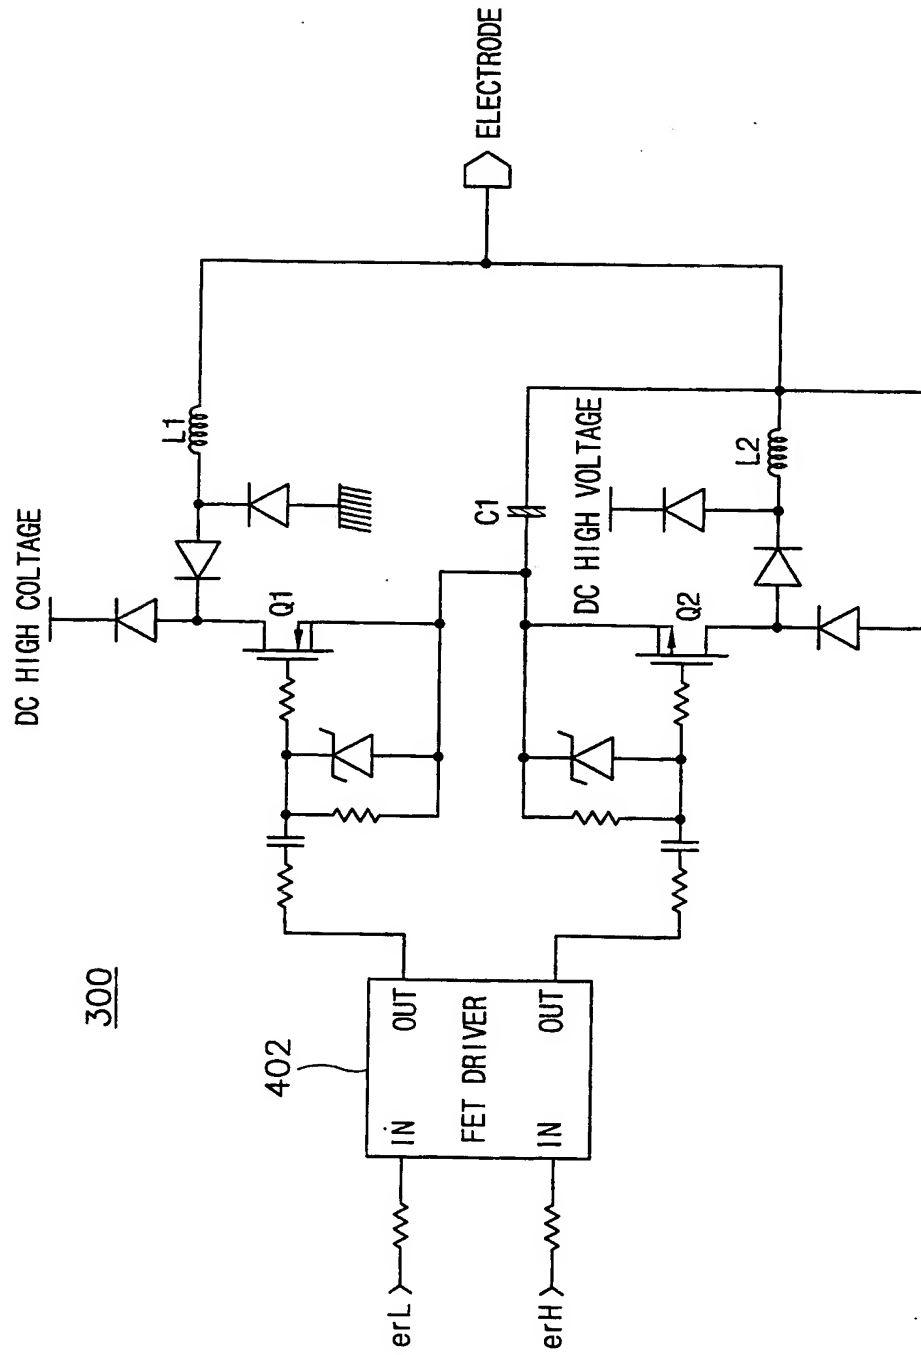 300
DC HIGH COLTAGE
L1
Q1
402
IN
OUT
FET DRIVER
IN
OUT
erL
erH
C1
DC HIGH VOLTAGE
L2
Q2
ELECTRODE